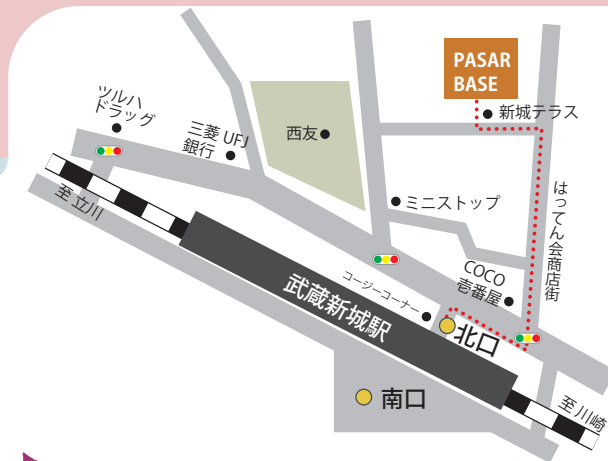 PASAR
BASE
新城テラス
ツルハ
ドラッグ
三菱 UFJ
銀行
西友
ミニストップ
はってん会商店街
至 立川
COCO
壱番屋
コージーコーナー
武蔵新城駅
北口
南口
至 川崎